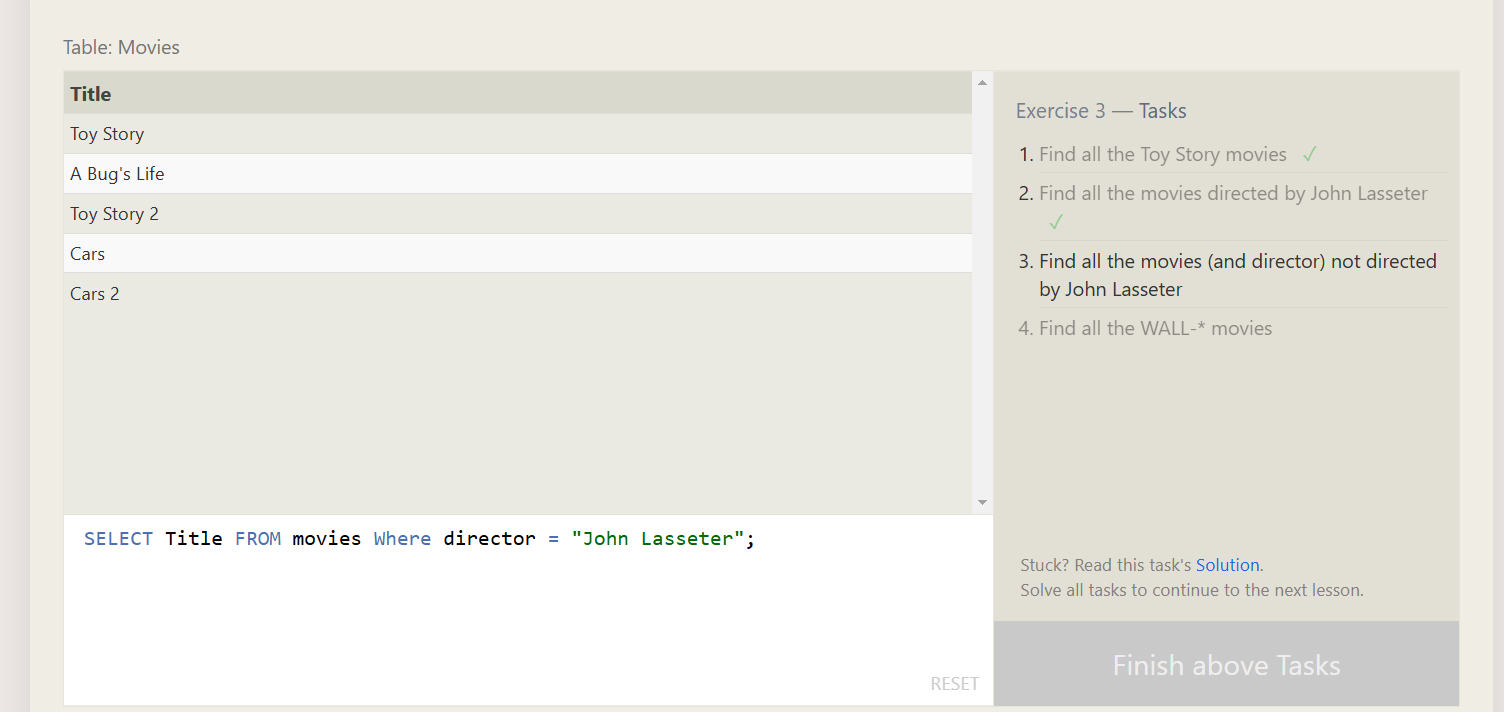 Table: Movies
Title
Toy Story
A Bug's Life
Toy Story 2
Cars
Cars 2
SELECT Title FROM movies Where director = "John Lasseter";
RESET
Exercise 3 — Tasks
1. Find all the Toy Story movies ✓
2. Find all the movies directed by John Lasseter
✓
3. Find all the movies (and director) not directed
by John Lasseter
4. Find all the WALL-* movies
Stuck? Read this task's Solution.
Solve all tasks to continue to the next lesson.
Finish above Tasks